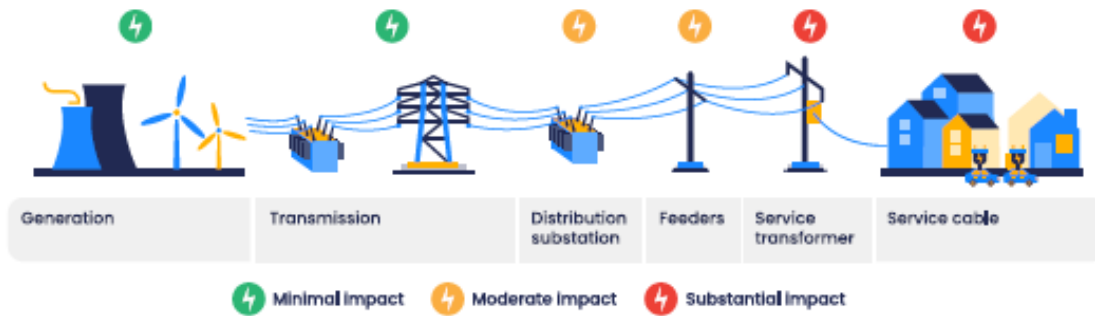 Generation
Transmission
Distribution
substation
Feeders
Service
transformer
Service cable
Minimal impact
Moderate impact
Substantial impact